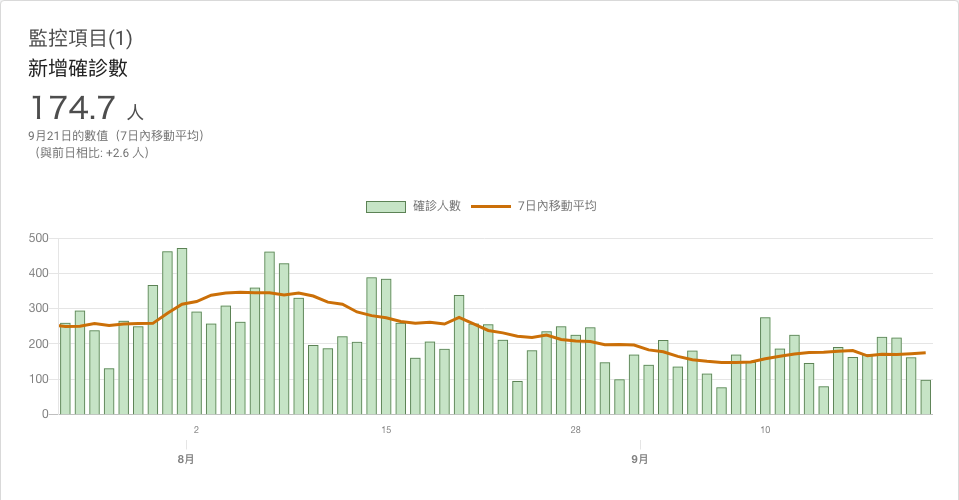 監控項目(1)
新增確診數
174.7 人
9月21日的數值（7日內移動平均）
（與前日相比: +2.6 人）
確診人數 7日內移動平均
500
400
300
200
100
0
2 15 28 10
8月 9月